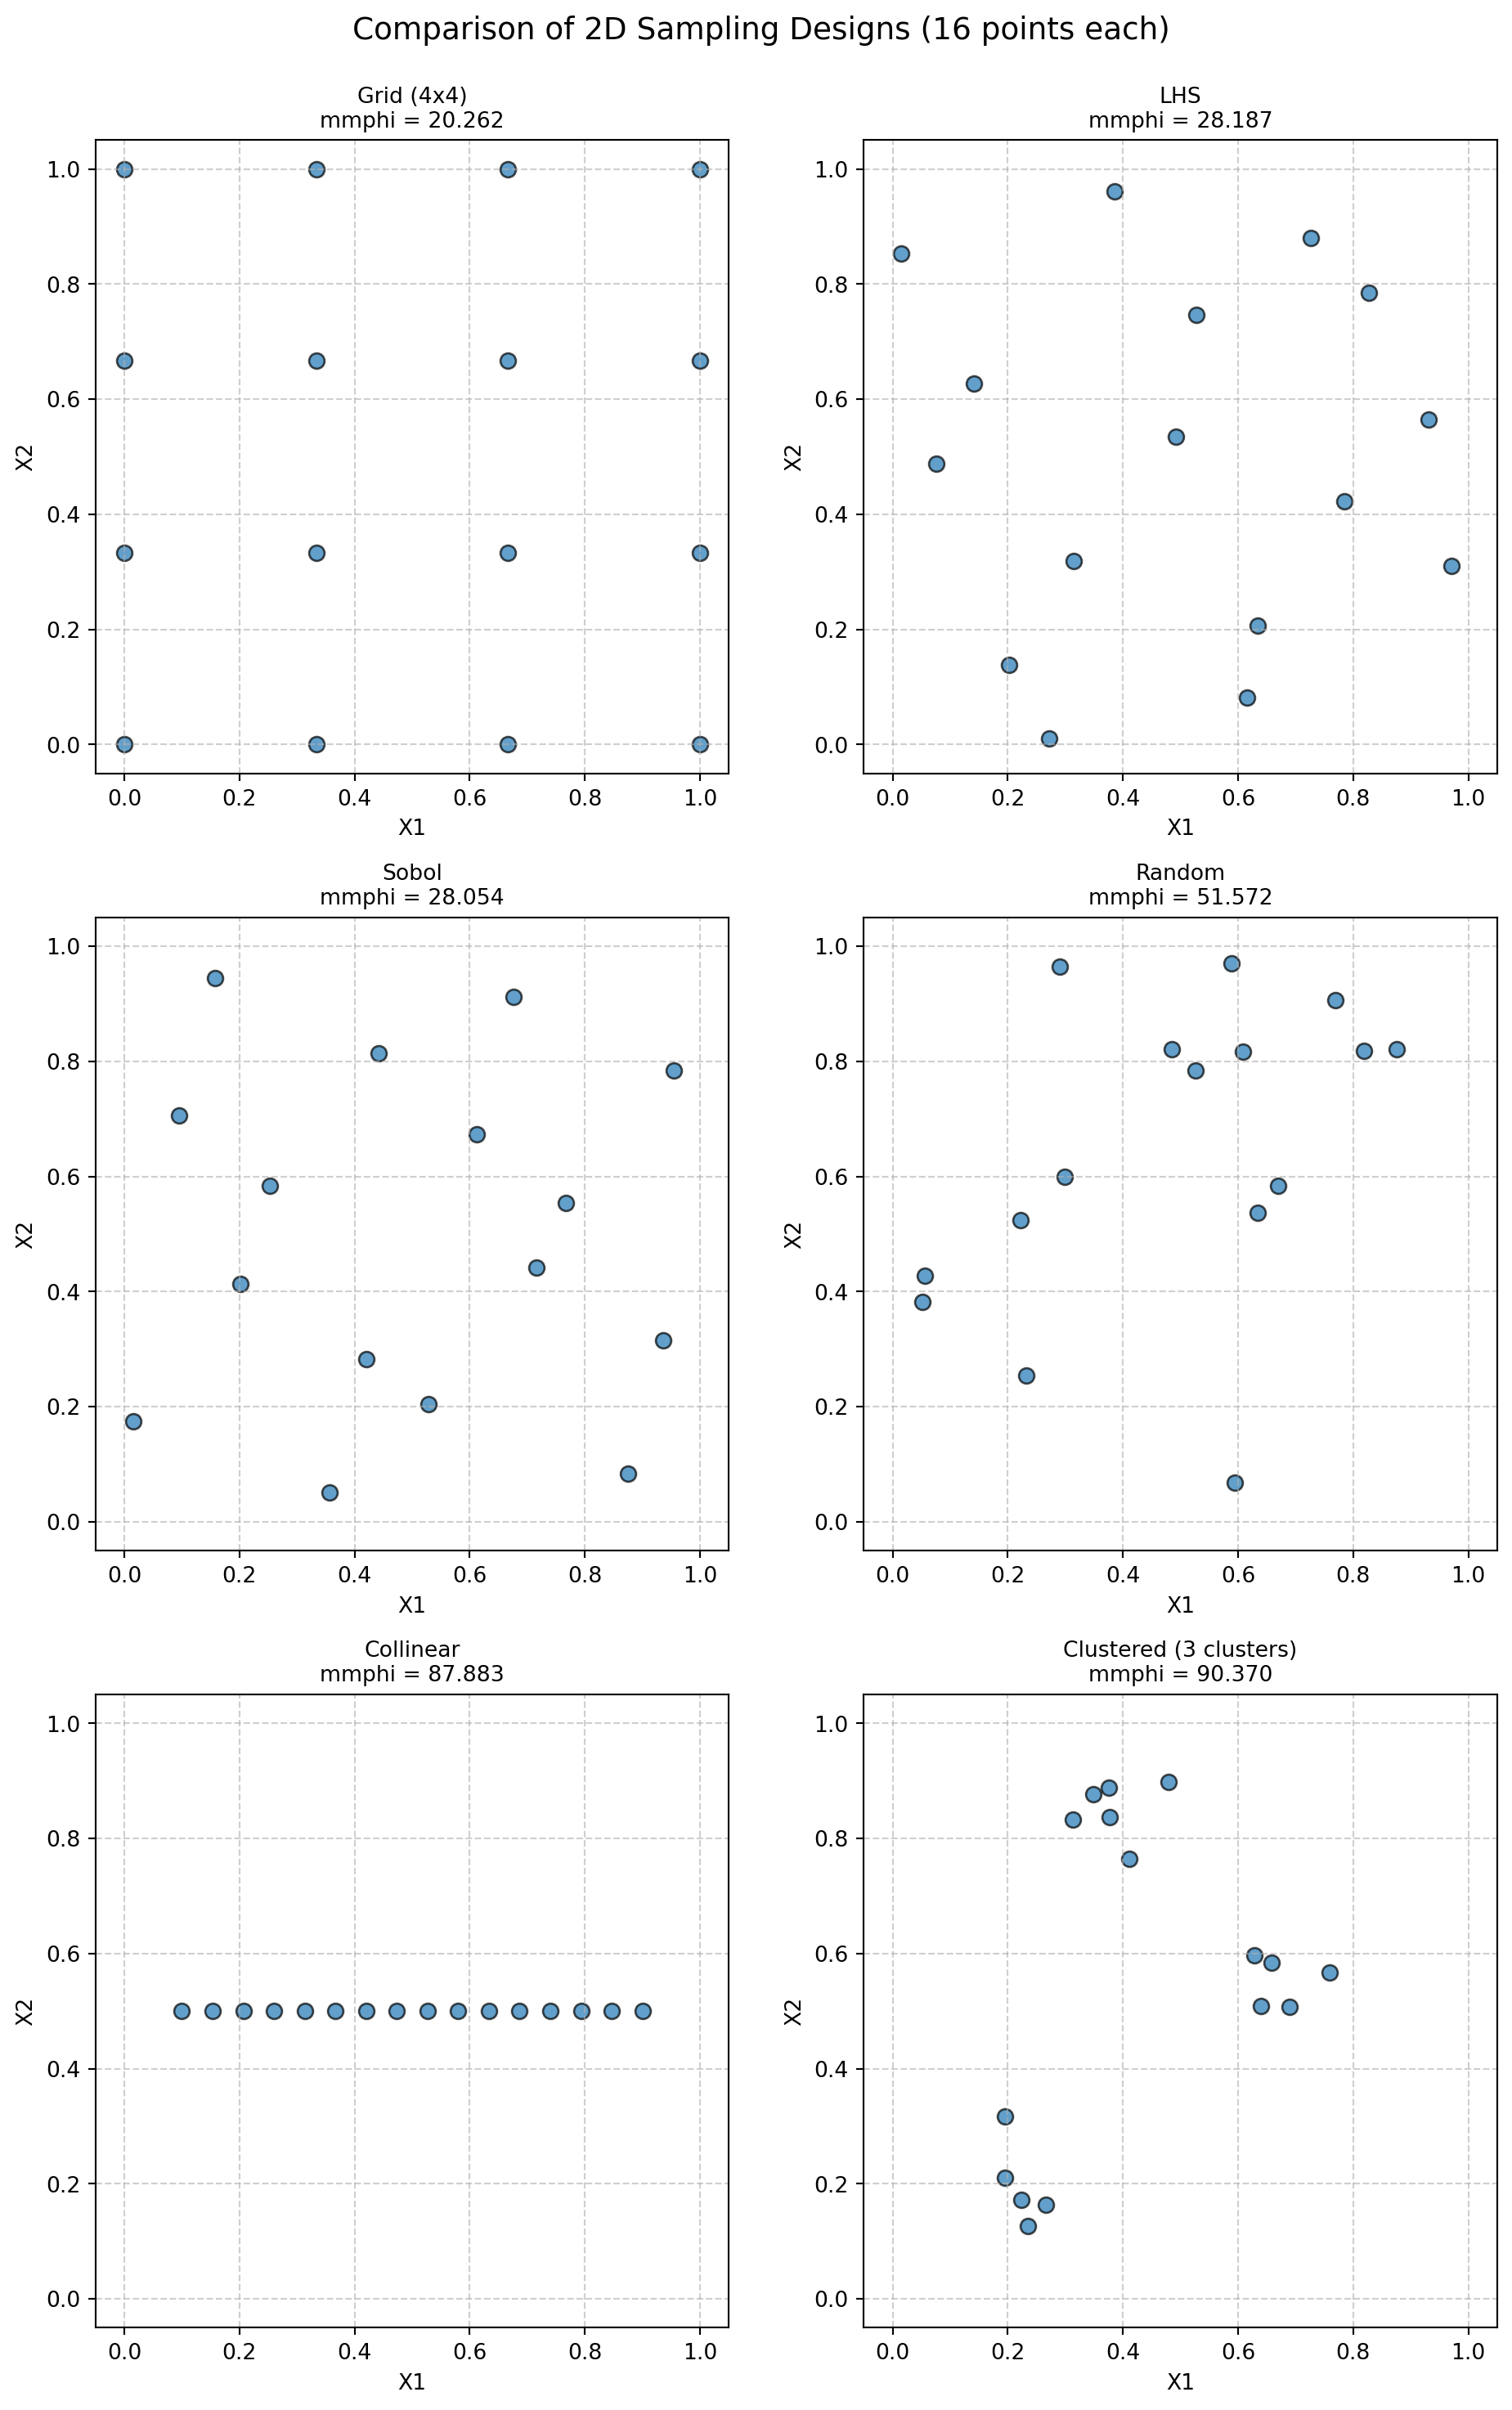 Comparison of 2D Sampling Designs (16 points each)
Grid (4x4)
mmphi = 20.262
1.0
0.8
0.6
0.4
0.2
0.0
X2
0.0 0.2 0.4 0.6 0.8 1.0
X1
LHS
mmphi = 28.187
1.0
0.8
0.6
0.4
0.2
0.0
X2
0.0 0.2 0.4 0.6 0.8 1.0
X1
Sobol
mmphi = 28.054
1.0
0.8
0.6
0.4
0.2
0.0
X2
0.0 0.2 0.4 0.6 0.8 1.0
X1
Random
mmphi = 51.572
1.0
0.8
0.6
0.4
0.2
0.0
X2
0.0 0.2 0.4 0.6 0.8 1.0
X1
Collinear
mmphi = 87.883
1.0
0.8
0.6
0.4
0.2
0.0
X2
0.0 0.2 0.4 0.6 0.8 1.0
X1
Clustered (3 clusters)
mmphi = 90.370
1.0
0.8
0.6
0.4
0.2
0.0
X2
0.0 0.2 0.4 0.6 0.8 1.0
X1